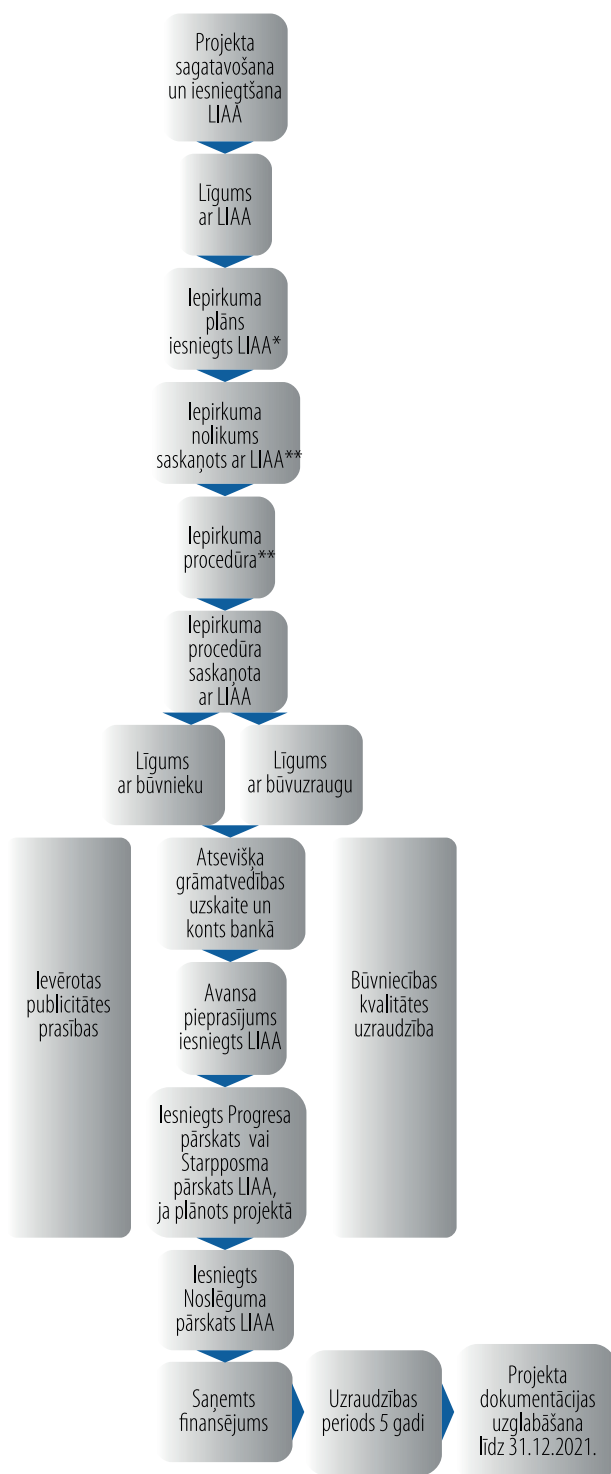 Projekta
sagatavošana
un iesniegtšana
LIAA
Līgums
ar LIAA
Iepirkuma
plāns
iesniegts LIAA*
Iepirkuma
nolikums
saskaņots ar LIAA**
Iepirkuma
procedūra**
Iepirkuma
procedūra
saskaņota
ar LIAA
Līgums
ar būvnieku
Līgums
ar būvuzraugu
Ievērotas
publicitātes
prasības
Atsevišķa
grāmatvedības
uzskaite un
konts bankā
Avansa
pieprasījums
iesniegts LIAA
Iesniegts Progresa
pārskats vai
Starpposma
pārskats LIAA,
ja plānots projektā
Būvniecības
kvalitātes
uzraudzība
Iesniegts
Noslēguma
pārskats LIAA
Saņemts
finansējums
Uzraudzības
periods 5 gadi
Projekta
dokumentācijas
uzglabāšana
līdz 31.12.2021.